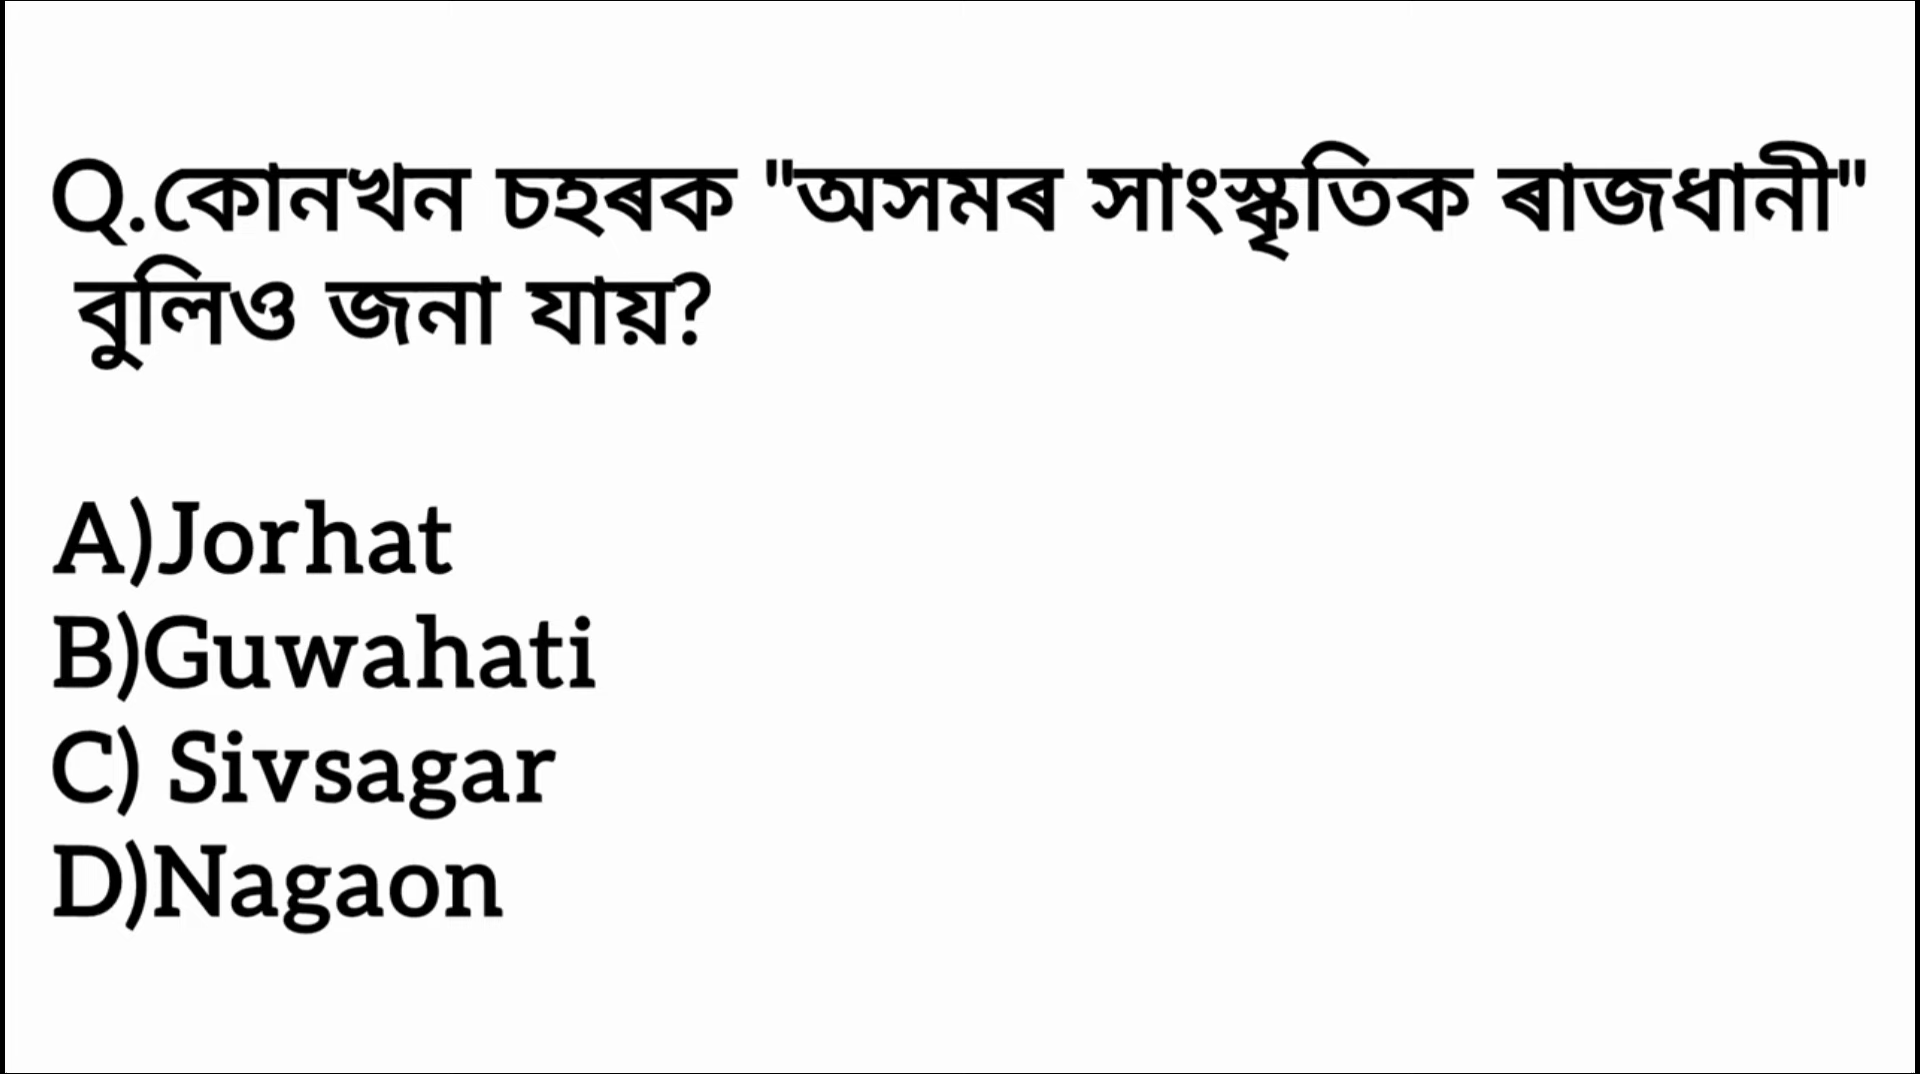 Q.কোনখন চহৰক "অসমৰ সাংস্কৃতিক ৰাজধানী"
বুলিও জনা যায়?
A)Jorhat
B)Guwahati
C) Sivsagar
D)Nagaon